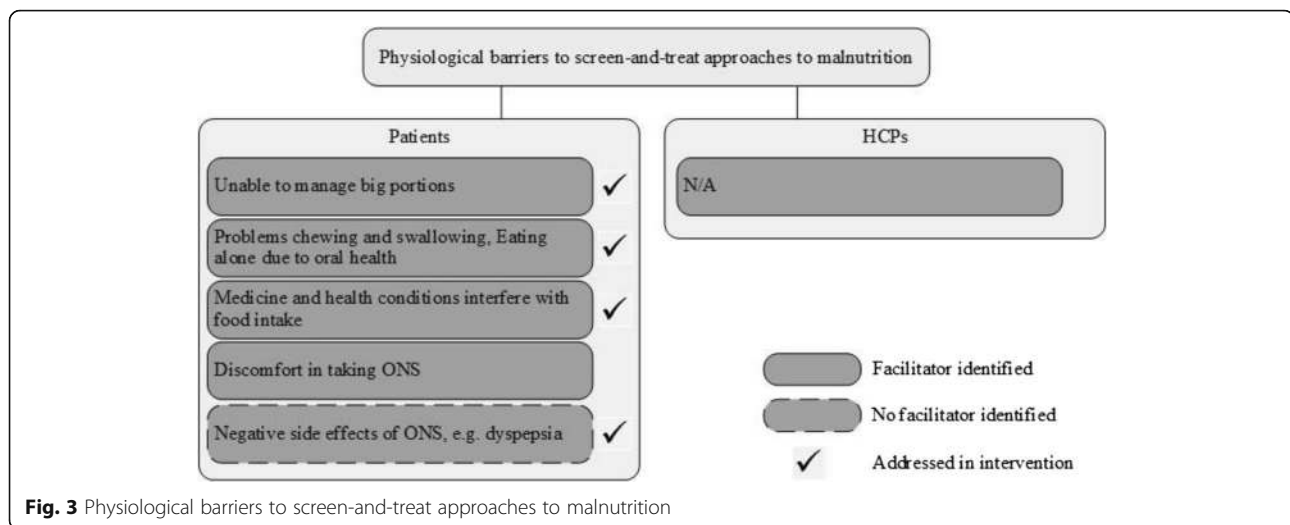 Physiological barriers to screen-and-treat approaches to malnutrition
Patients
Unable to manage big portions ✓
Problems chewing and swallowing, Eating
alone due to oral health ✓
Medicine and health conditions interfere with
food intake ✓
Discomfort in taking ONS
Negative side effects of ONS, e.g. dyspepsia ✓
HCPs
N/A
Facilitator identified
No facilitator identified
✓ Addressed in intervention
Fig. 3 Physiological barriers to screen-and-treat approaches to malnutrition